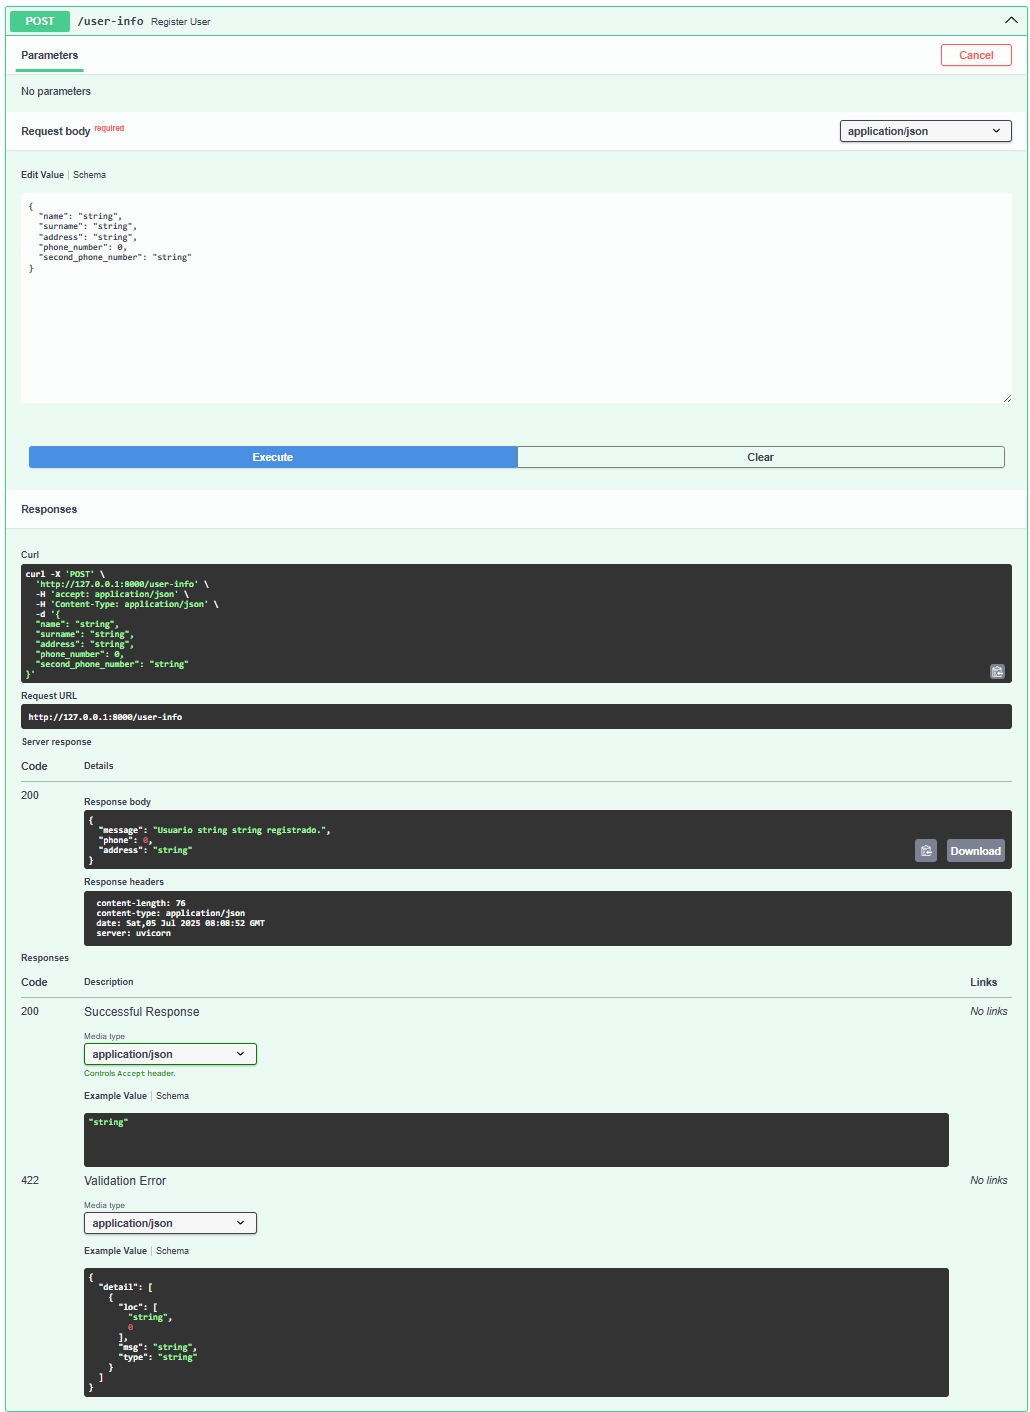 POST /user-info Register User
Parameters Cancel
No parameters
Request body required application/json
Edit Value | Schema
{
  "name": "string",
  "surname": "string",
  "address": "string",
  "phone_number": 0,
  "second_phone_number": "string"
}
Execute Clear
Responses
Curl
curl -X 'POST' \
  'http://127.0.0.1:8000/user-info' \
  -H 'accept: application/json' \
  -H 'Content-Type: application/json' \
  -d '{
  "name": "string",
  "surname": "string",
  "address": "string",
  "phone_number": 0,
  "second_phone_number": "string"
}'
Request URL
http://127.0.0.1:8000/user-info
Server response
Code Details
200
Response body
{
  "message": "Usuario string string registrado.",
  "phone": 0,
  "address": "string"
}
Download
Response headers
content-length: 76
content-type: application/json
date: Sat,05 Jul 2025 08:08:52 GMT
server: uvicorn
Responses
Code Description Links
200 Successful Response No links
Media type
application/json
Controls Accept header.
Example Value | Schema
"string"
422 Validation Error No links
Media type
application/json
Example Value | Schema
{
  "detail": [
    {
      "loc": [
        "string",
        0
      ],
      "msg": "string",
      "type": "string"
    }
  ]
}